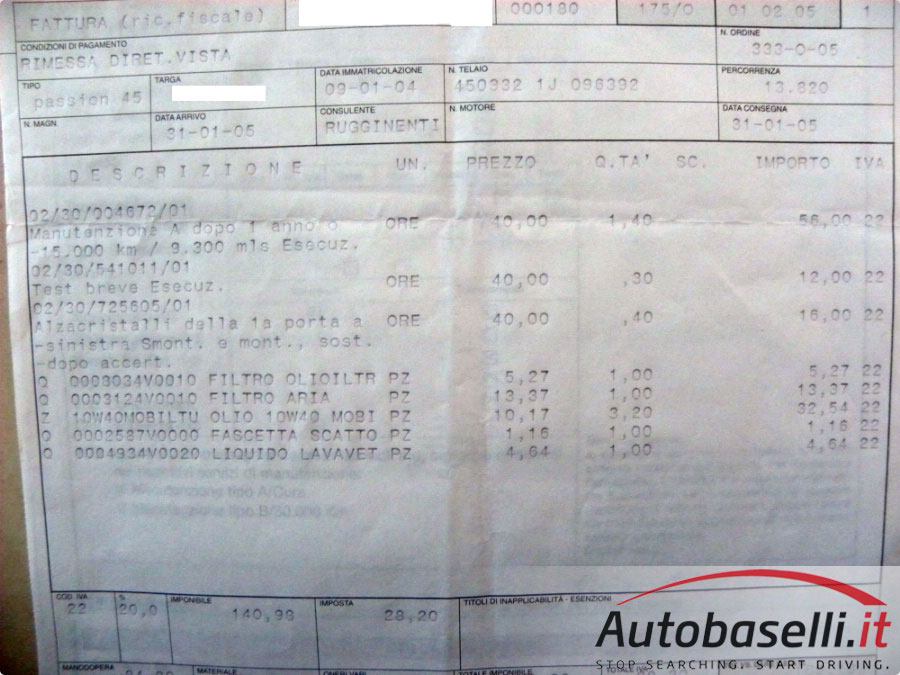 FATTURA (ric.fiscale) 000180 175/0 01 02 05 1
CONDIZIONI DI PAGAMENTO N. ORDINE
RIMESSA DIRET.VISTA 333-0-05
TIPO TARGA DATA IMMATRICOLAZIONE N. TELAIO PERCORRENZA
passion 45 09-01-04 450332 1J 096392 13.820
N. MAGN. DATA ARRIVO CONSULENTE N. MOTORE DATA CONSEGNA
31-01-05 RUGGINENTI 31-01-05
DESCRIZIONE UN. PREZZO Q.TA' SC. IMPORTO IVA
02/30/004672/01
Manutenzione A dopo 1 anno o ORE 40,00 1,40 56,00 22
-15.000 km / 9.300 mls Esecuz.
02/30/541011/01
Test breve Esecuz. ORE 40,00 ,30 12,00 22
02/30/725605/01
Alzacristalli della 1a porta a ORE 40,00 ,40 16,00 22
-sinistra Smont. e mont., sost.
-dopo accert.
Q 0003034V0010 FILTRO OLIOILTR PZ 5,27 1,00 5,27 22
Q 0003124V0010 FILTRO ARIA PZ 13,37 1,00 13,37 22
Z 10W40MOBILTU OLIO 10W40 MOBI PZ 10,17 3,20 32,54 22
Q 0002587V0000 FASCETTA SCATTO PZ 1,16 1,00 1,16 22
Q 0004934V0020 LIQUIDO LAVAVET PZ 4,64 1,00 4,64 22
COD. IVA % IMPONIBILE IMPOSTA TITOLI DI INAPPLICABILITÀ - ESENZIONI
22 20,0 140,98 28,20
Autobaselli.it
STOP SEARCHING. START DRIVING.
MANODOPERA MATERIALE ONERI VARI TOTALE IMPONIBILE